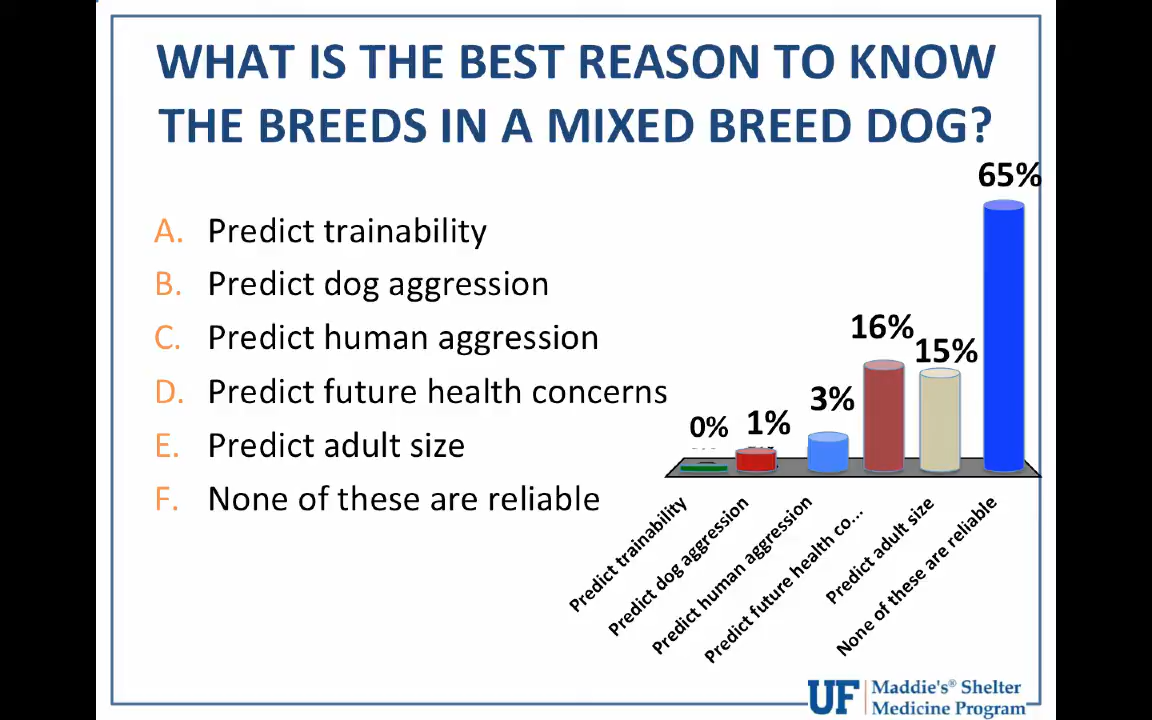 WHAT IS THE BEST REASON TO KNOW
THE BREEDS IN A MIXED BREED DOG?
A. Predict trainability
B. Predict dog aggression
C. Predict human aggression
D. Predict future health concerns
E. Predict adult size
F. None of these are reliable
0%
1%
3%
16%
15%
65%
Predict trainability
Predict dog aggression
Predict human aggression
Predict future health co...
Predict adult size
None of these are reliable
UF Maddie's® Shelter
Medicine Program